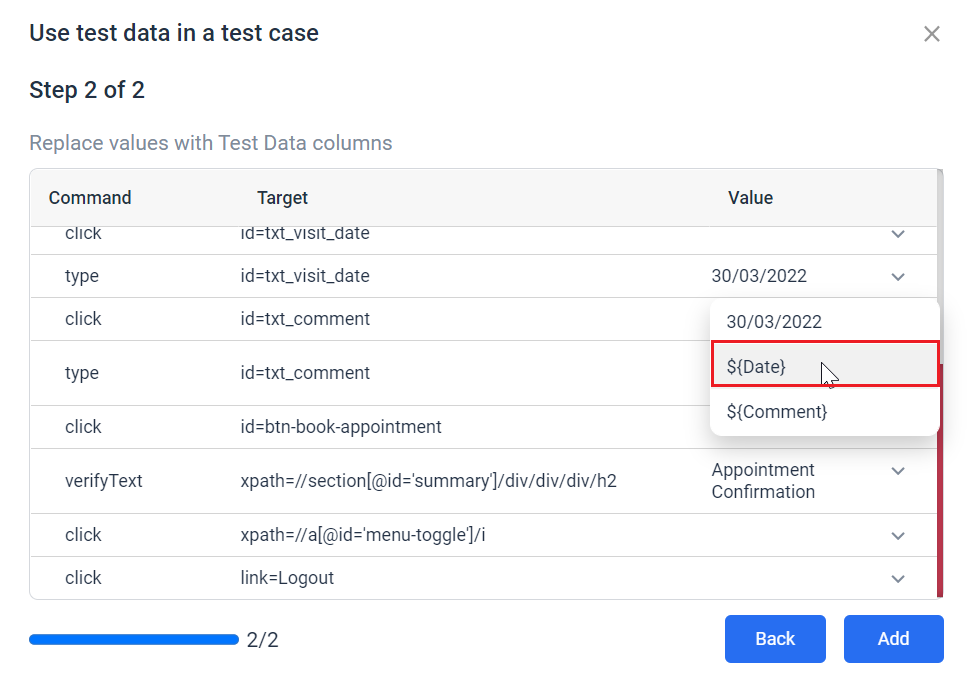 Use test data in a test case
Step 2 of 2
Replace values with Test Data columns
Command Target Value
click id=txt_visit_date
type id=txt_visit_date 30/03/2022
click id=txt_comment
30/03/2022
type id=txt_comment
${Date}
${Comment}
click id=btn-book-appointment
verifyText xpath=//section[@id='summary']/div/div/div/h2 Appointment
Confirmation
click xpath=//a[@id='menu-toggle']/i
click link=Logout
2/2 Back Add